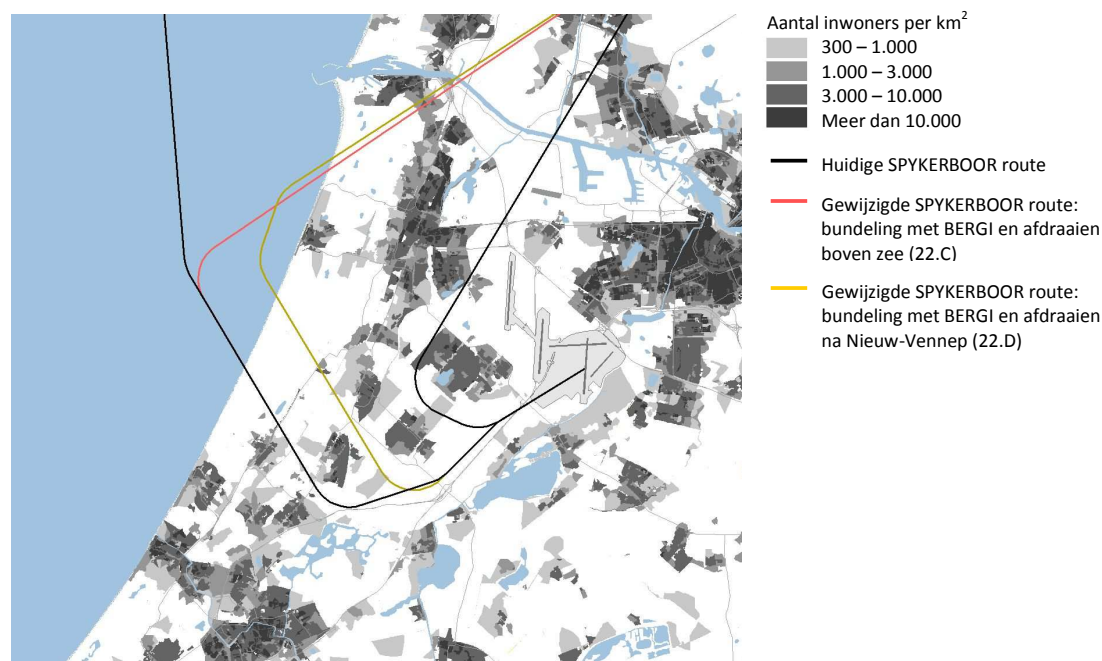 Aantal inwoners per km²
300 – 1.000
1.000 – 3.000
3.000 – 10.000
Meer dan 10.000
Huidige SPYKERBOOR route
Gewijzigde SPYKERBOOR route:
bundeling met BERGI en afdraaien
boven zee (22.C)
Gewijzigde SPYKERBOOR route:
bundeling met BERGI en afdraaien
na Nieuw-Vennep (22.D)